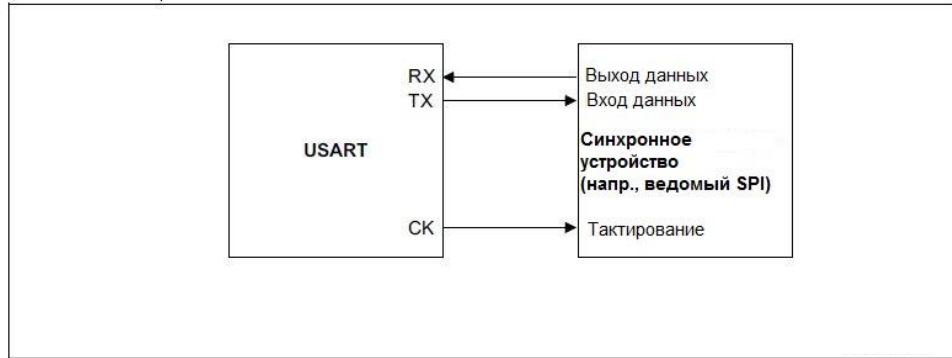 RX
Выход данных
TX
Вход данных
USART
Синхронное
устройство
(напр., ведомый SPI)
CK
Тактирование